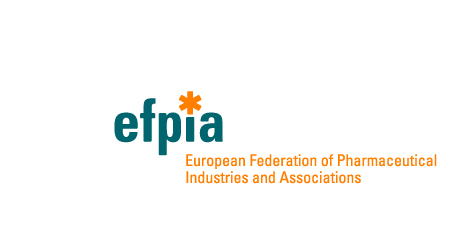 efpia
European Federation of Pharmaceutical
Industries and Associations